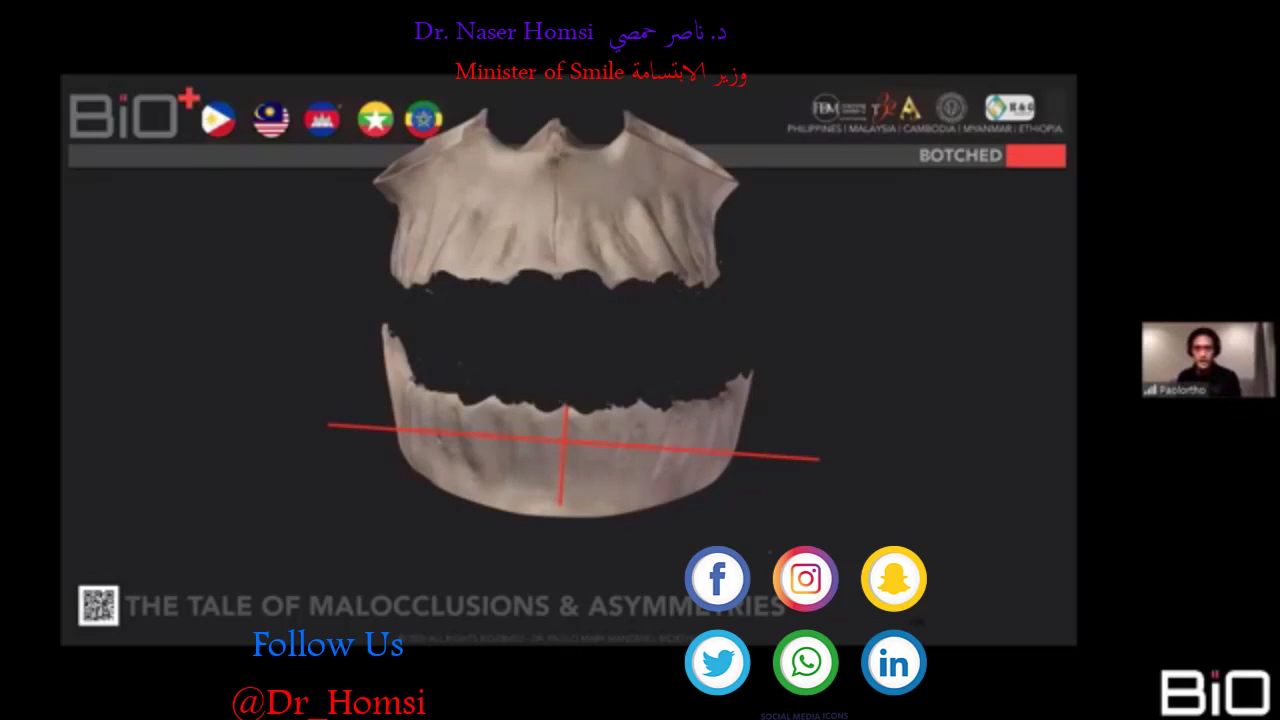 Dr. Naser Homsi د. ناصر حمصي
Minister of Smile وزير الابتسامة
BiO+
PHILIPPINES | MALAYSIA | CAMBODIA | MYANMAR | ETHIOPIA
BOTCHED
Paolortho
THE TALE OF MALOCCLUSIONS & ASYMMETRIES
Follow Us
@Dr_Homsi
SOCIAL MEDIA ICONS
BiO